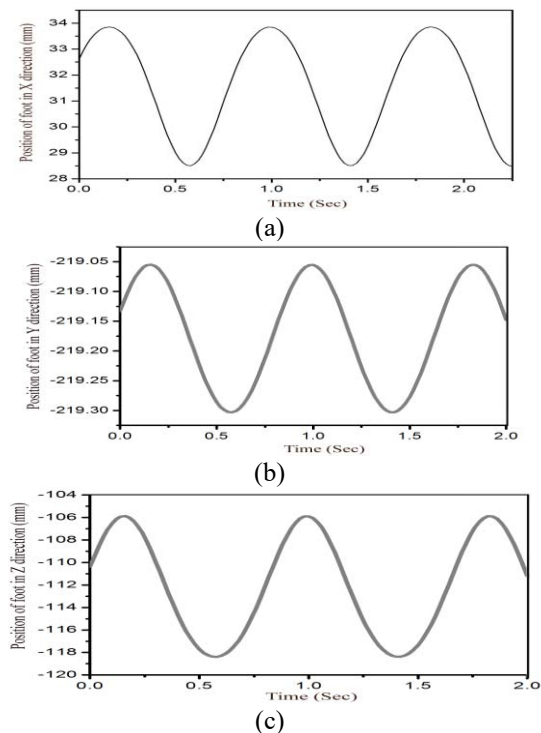 34
33
32
31
30
29
28
Position of foot in X direction (mm)
0.0 0.5 1.0 1.5 2.0
Time (Sec)
(a)
-219.05
-219.10
-219.15
-219.20
-219.25
-219.30
Position of foot in Y direction (mm)
0.0 0.5 1.0 1.5 2.0
Time (Sec)
(b)
-104
-106
-108
-110
-112
-114
-116
-118
-120
Position of foot in Z direction (mm)
0.0 0.5 1.0 1.5 2.0
Time (Sec)
(c)